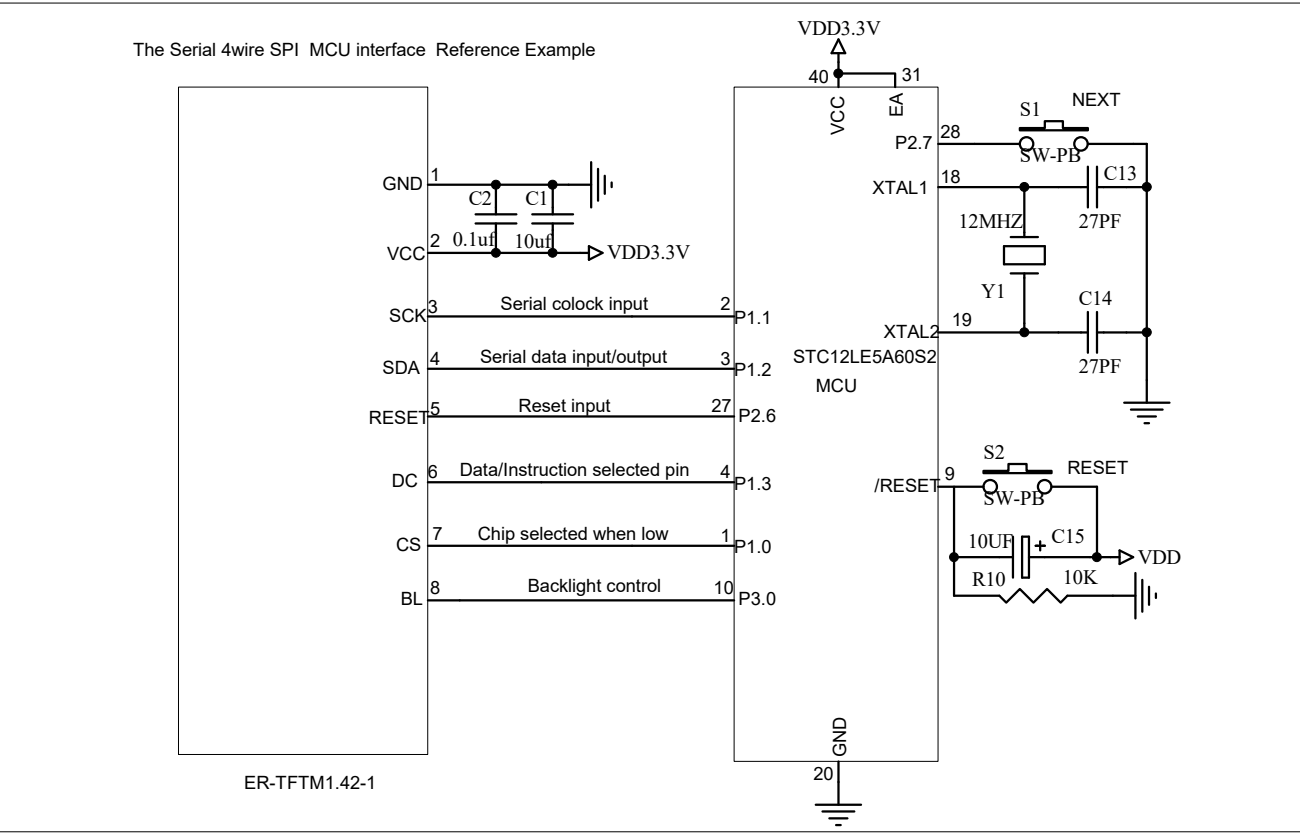 The Serial 4wire SPI  MCU interface  Reference Example
VDD3.3V
40
31
VCC
EA
GND
1
C2
C1
0.1uf
10uf
VCC
2
VDD3.3V
SCK
3
Serial colock input
2
P1.1
SDA
4
Serial data input/output
3
P1.2
RESET
5
Reset input
27
P2.6
DC
6
Data/Instruction selected pin
4
P1.3
CS
7
Chip selected when low
1
P1.0
BL
8
Backlight control
10
P3.0
ER-TFTM1.42-1
STC12LE5A60S2
MCU
P2.7
28
S1
NEXT
SW-PB
XTAL1
18
C13
27PF
12MHZ
Y1
XTAL2
19
C14
27PF
/RESET
9
S2
RESET
SW-PB
10UF
+
C15
VDD
R10
10K
GND
20